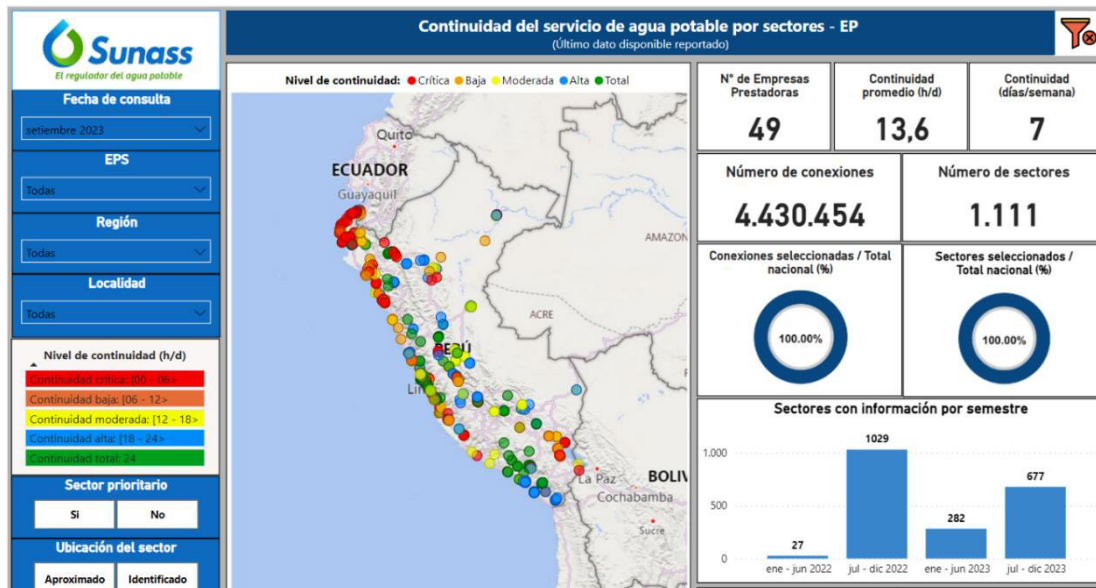 Sunass
El regulador del agua potable
Fecha de consulta
setiembre 2023
EPS
Todas
Región
Todas
Localidad
Todas
Nivel de continuidad (h/d)
Continuidad crítica: [00 - 06>
Continuidad baja: [06 - 12>
Continuidad moderada: [12 - 18>
Continuidad alta: [18 - 24>
Continuidad total: 24
Sector prioritario
Si No
Ubicación del sector
Aproximado Identificado
Continuidad del servicio de agua potable por sectores - EP
(Último dato disponible reportado)
Nivel de continuidad: Crítica Baja Moderada Alta Total
Quito
ECUADOR
Guayaquil
AMAZON
ACRE
PERÚ
Lim
La Paz
BOLIV
Cochabamba
Sucre
N° de Empresas
Prestadoras
49
Continuidad
promedio (h/d)
13,6
Continuidad
(días/semana)
7
Número de conexiones
4.430.454
Número de sectores
1.111
Conexiones seleccionadas / Total
nacional (%)
100.00%
Sectores seleccionados /
Total nacional (%)
100.00%
Sectores con información por semestre
1.000
500
0
27
1029
282
677
ene - jun 2022 jul - dic 2022 ene - jun 2023 jul - dic 2023